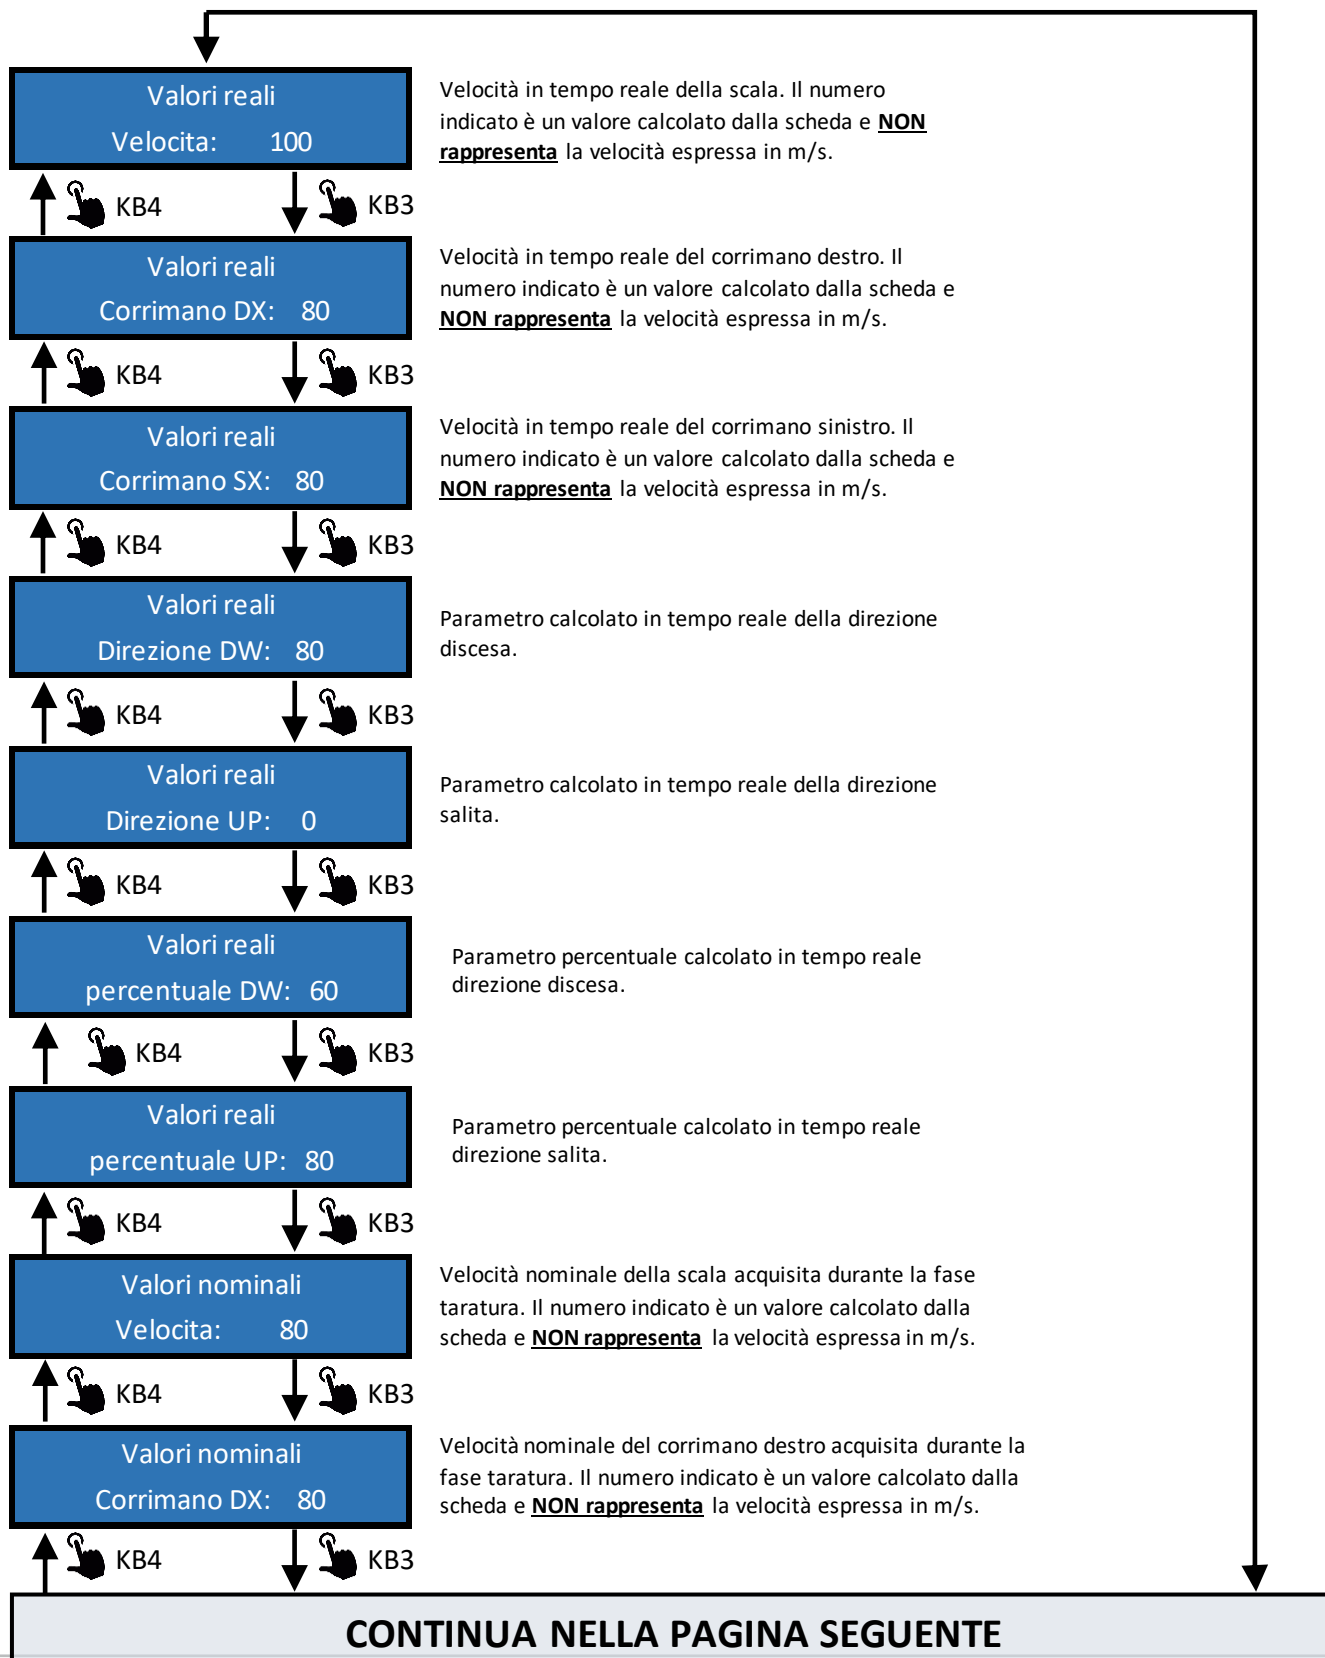 Valori reali
Velocita: 100
Velocità in tempo reale della scala. Il numero
indicato è un valore calcolato dalla scheda e NON
rappresenta la velocità espressa in m/s.
KB4 KB3
Valori reali
Corrimano DX: 80
Velocità in tempo reale del corrimano destro. Il
numero indicato è un valore calcolato dalla scheda e
NON rappresenta la velocità espressa in m/s.
KB4 KB3
Valori reali
Corrimano SX: 80
Velocità in tempo reale del corrimano sinistro. Il
numero indicato è un valore calcolato dalla scheda e
NON rappresenta la velocità espressa in m/s.
KB4 KB3
Valori reali
Direzione DW: 80
Parametro calcolato in tempo reale della direzione
discesa.
KB4 KB3
Valori reali
Direzione UP: 0
Parametro calcolato in tempo reale della direzione
salita.
KB4 KB3
Valori reali
percentuale DW: 60
Parametro percentuale calcolato in tempo reale
direzione discesa.
KB4 KB3
Valori reali
percentuale UP: 80
Parametro percentuale calcolato in tempo reale
direzione salita.
KB4 KB3
Valori nominali
Velocita: 80
Velocità nominale della scala acquisita durante la fase
taratura. Il numero indicato è un valore calcolato dalla
scheda e NON rappresenta la velocità espressa in m/s.
KB4 KB3
Valori nominali
Corrimano DX: 80
Velocità nominale del corrimano destro acquisita durante la
fase taratura. Il numero indicato è un valore calcolato dalla
scheda e NON rappresenta la velocità espressa in m/s.
KB4 KB3
CONTINUA NELLA PAGINA SEGUENTE